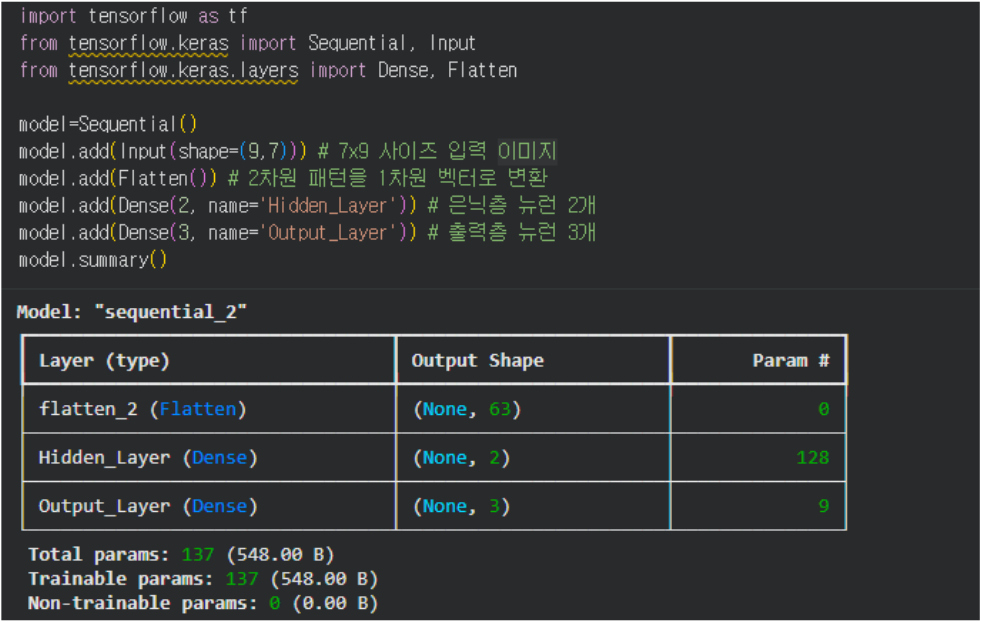 import tensorflow as tf
from tensorflow.keras import Sequential, Input
from tensorflow.keras.layers import Dense, Flatten
model=Sequential()
model.add(Input(shape=(9,7))) # 7x9 사이즈 입력 이미지
model.add(Flatten()) # 2차원 패턴을 1차원 벡터로 변환
model.add(Dense(2, name='Hidden_Layer')) # 은닉층 뉴런 2개
model.add(Dense(3, name='Output_Layer')) # 출력층 뉴런 3개
model.summary()
Model: "sequential_2"
Layer (type) Output Shape Param #
flatten_2 (Flatten) (None, 63) 0
Hidden_Layer (Dense) (None, 2) 128
Output_Layer (Dense) (None, 3) 9
Total params: 137 (548.00 B)
Trainable params: 137 (548.00 B)
Non-trainable params: 0 (0.00 B)